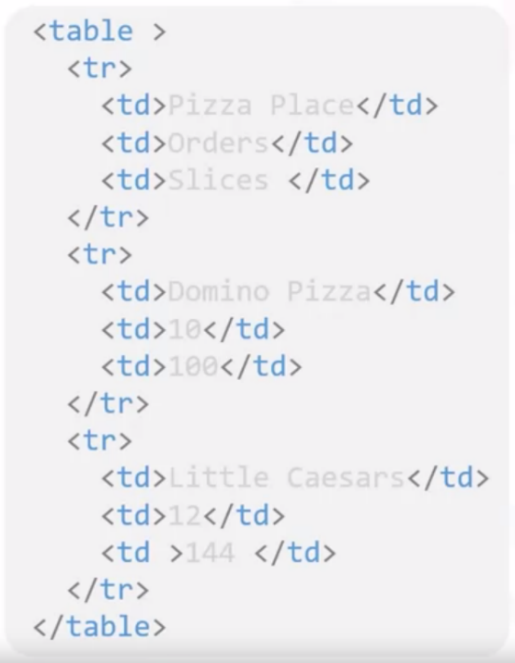 <table >
<tr>
<td>Pizza Place</td>
<td>Orders</td>
<td>Slices </td>
</tr>
<tr>
<td>Domino Pizza</td>
<td>10</td>
<td>100</td>
</tr>
<tr>
<td>Little Caesars</td>
<td>12</td>
<td >144 </td>
</tr>
</table>